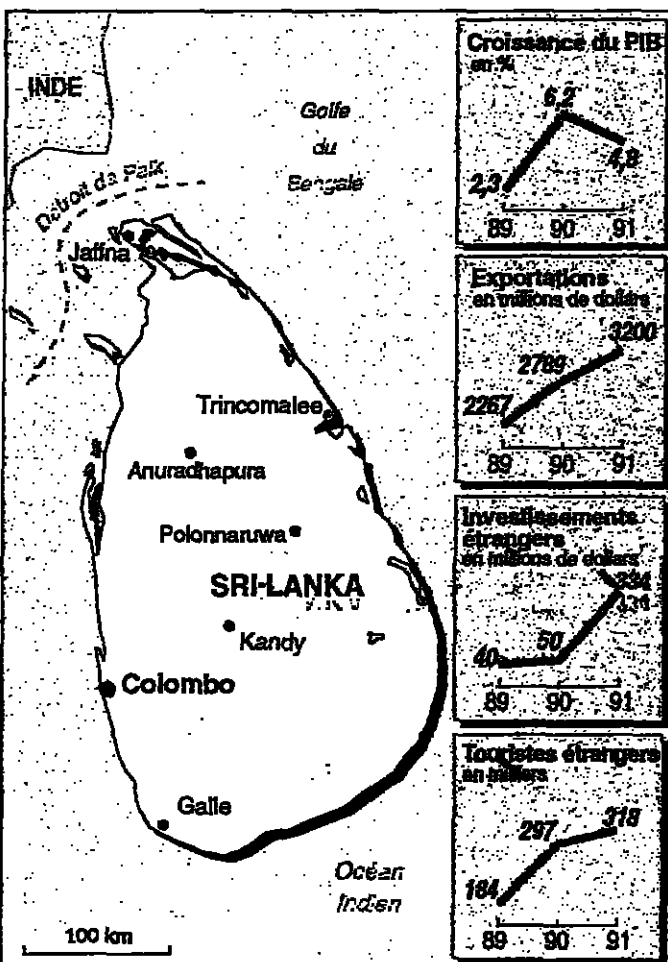 INDE
Golfe
du
Bengale
Détroit de Palk
Jaffna
Trincomalee
Anuradhapura
Polonnaruwa
SRI-LANKA
Kandy
Colombo
Galle
Océan
Indien
100 km
Croissance du PIB
en %
2,3
6,2
4,8
89 90 91
Exportations
en millions de dollars
2267
2789
3200
89 90 91
Investissements
étrangers
en millions de dollars
40
50
89 90 91
Touristes étrangers
en milliers
184
297
318
89 90 91